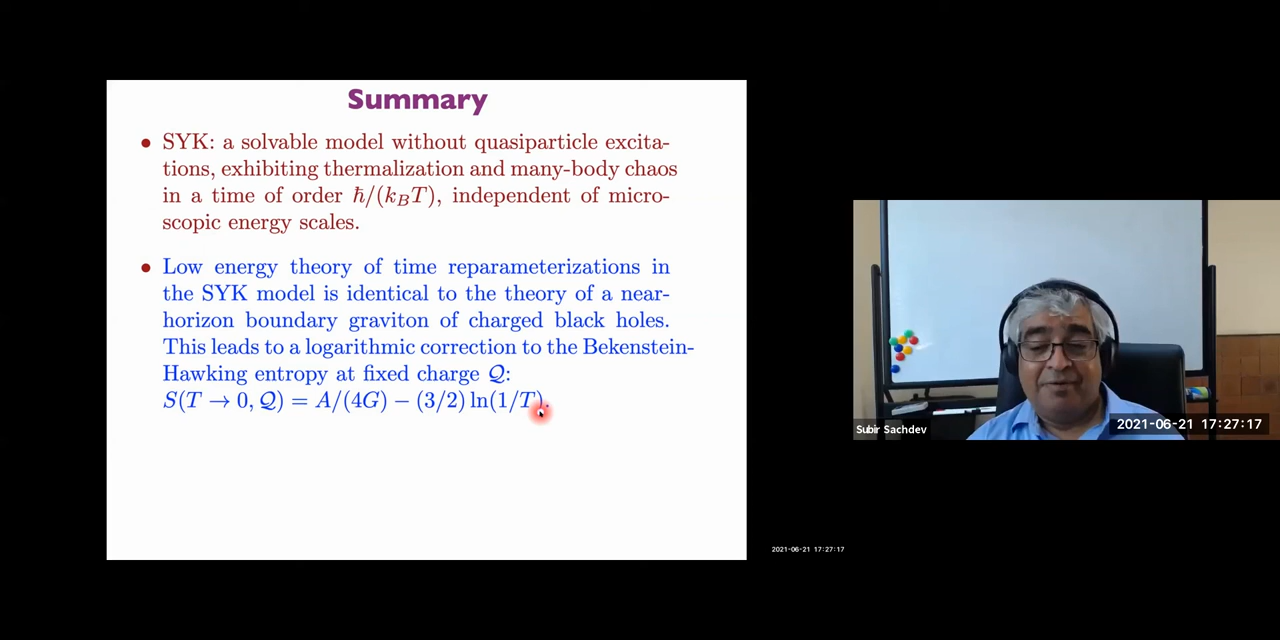 Summary
• SYK: a solvable model without quasiparticle excita-
tions, exhibiting thermalization and many-body chaos
in a time of order ℏ/(k_BT), independent of micro-
scopic energy scales.
• Low energy theory of time reparameterizations in
the SYK model is identical to the theory of a near-
horizon boundary graviton of charged black holes.
This leads to a logarithmic correction to the Bekenstein-
Hawking entropy at fixed charge 𝒬:
S(T → 0, 𝒬) = A/(4G) − (3/2) ln(1/T).
Subir Sachdev
2021-06-21 17:27:17
2021-06-21 17:27:17